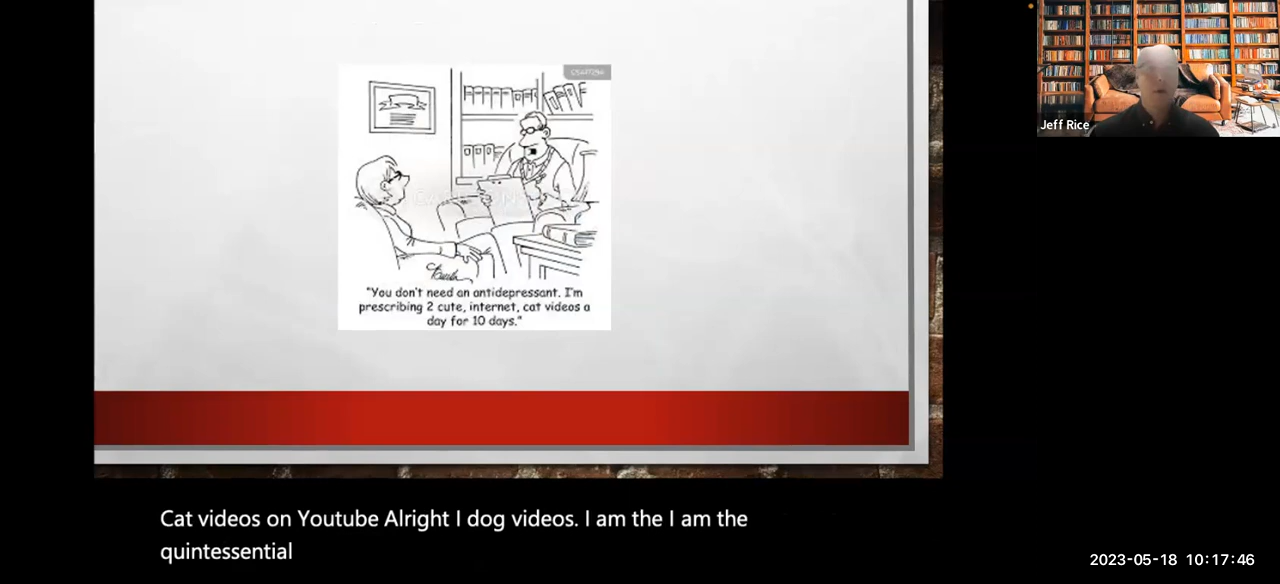 "You don't need an antidepressant. I'm
prescribing 2 cute, internet, cat videos a
day for 10 days."
Jeff Rice
Cat videos on Youtube Alright I dog videos. I am the I am the
quintessential
2023-05-18 10:17:46